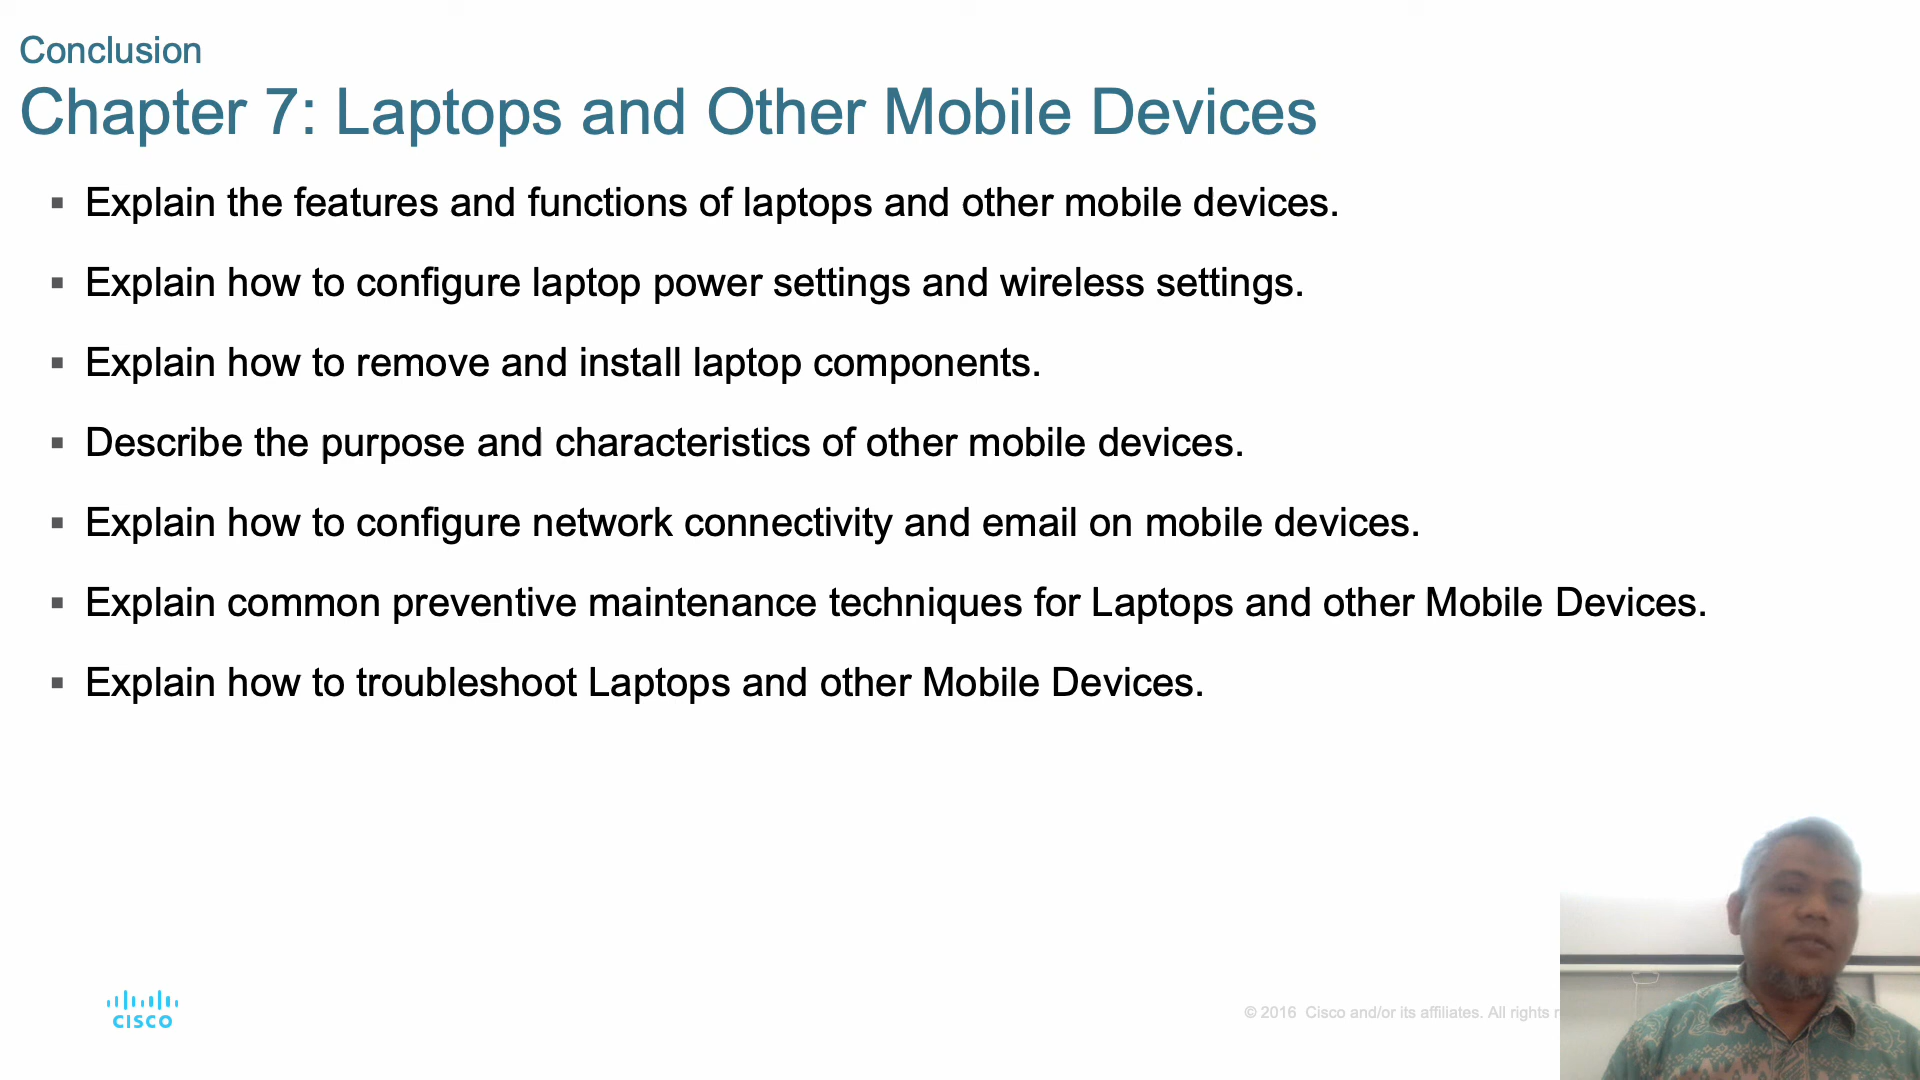 Conclusion
Chapter 7: Laptops and Other Mobile Devices
▪ Explain the features and functions of laptops and other mobile devices.
▪ Explain how to configure laptop power settings and wireless settings.
▪ Explain how to remove and install laptop components.
▪ Describe the purpose and characteristics of other mobile devices.
▪ Explain how to configure network connectivity and email on mobile devices.
▪ Explain common preventive maintenance techniques for Laptops and other Mobile Devices.
▪ Explain how to troubleshoot Laptops and other Mobile Devices.
CISCO
© 2016 Cisco and/or its affiliates. All rights